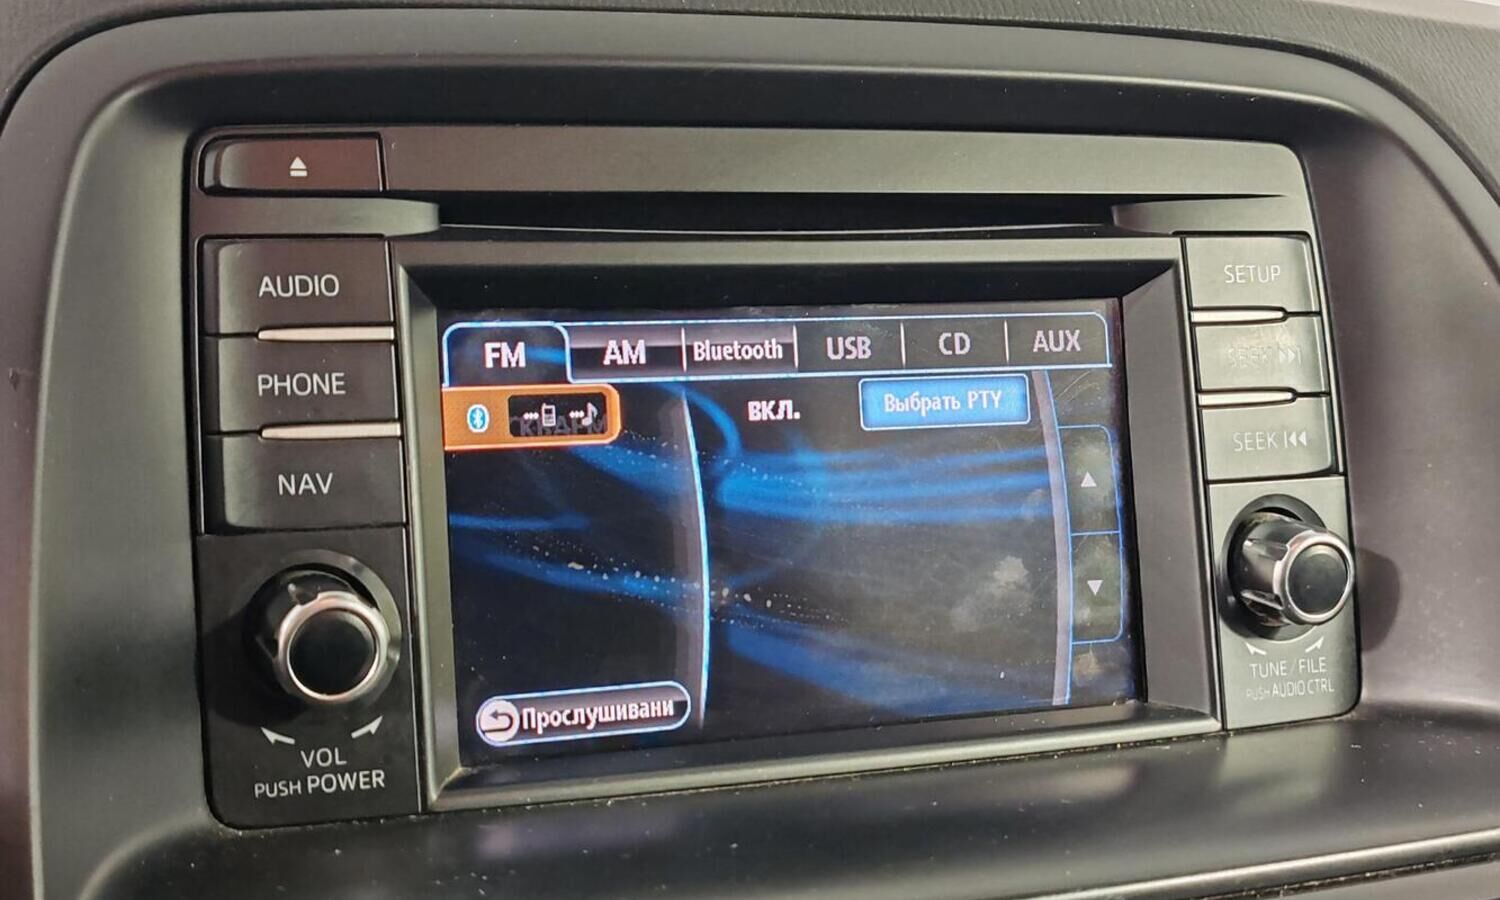 AUDIO
PHONE
NAV
VOL
PUSH POWER
FM AM Bluetooth USB CD AUX
ВКЛ. Выбрать PTY
Прослушивани
SETUP
SEEK
SEEK
TUNE/FILE
PUSH AUDIO CTRL